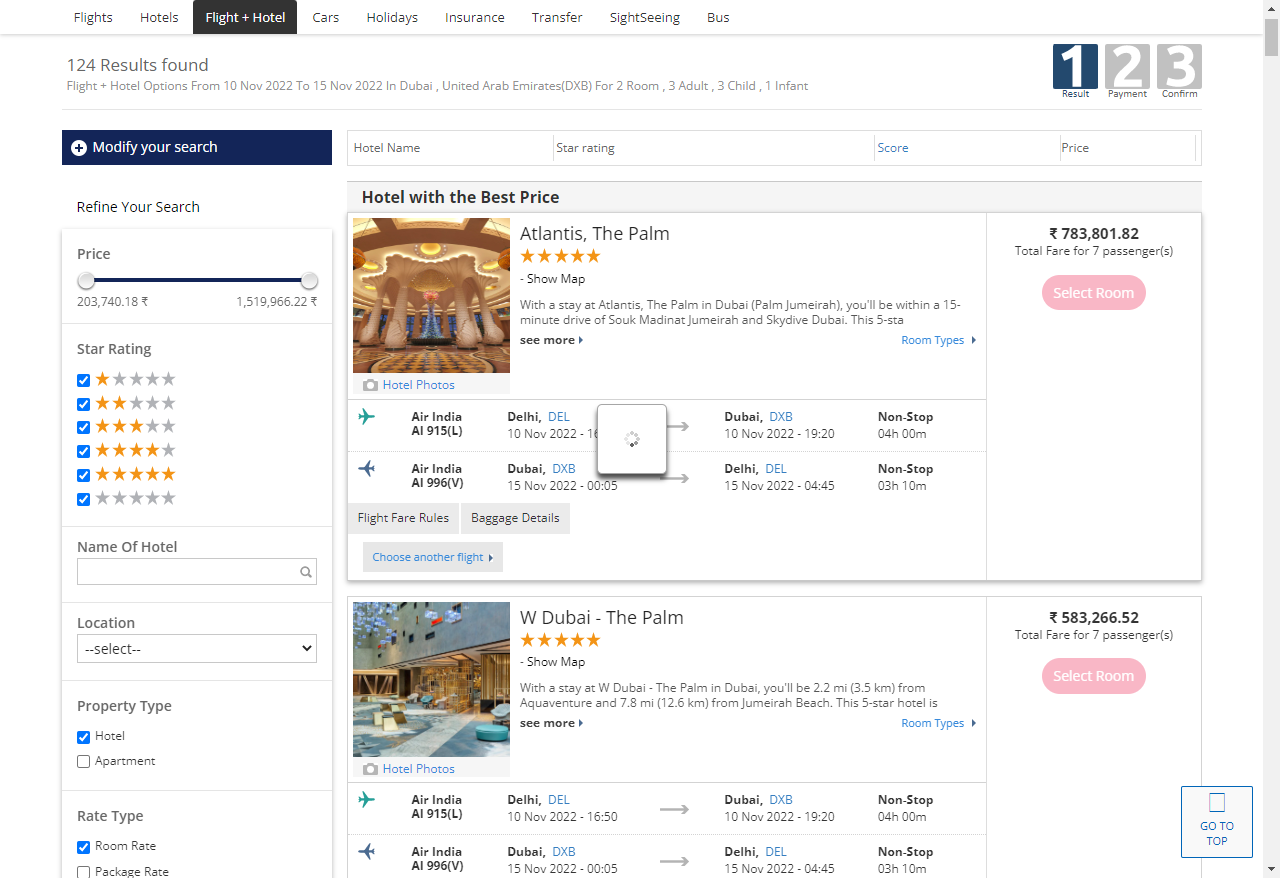 Flights Hotels Flight + Hotel Cars Holidays Insurance Transfer SightSeeing Bus
124 Results found
Flight + Hotel Options From 10 Nov 2022 To 15 Nov 2022 In Dubai , United Arab Emirates(DXB) For 2 Room , 3 Adult , 3 Child , 1 Infant
1 2 3
Result Payment Confirm
Modify your search
Refine Your Search
Price
203,740.18 ₹ 1,519,966.22 ₹
Star Rating
Name Of Hotel
Location
--select--
Property Type
Hotel
Apartment
Rate Type
Room Rate
Package Rate
Hotel Name Star rating Score Price
Hotel with the Best Price
Atlantis, The Palm
- Show Map
With a stay at Atlantis, The Palm in Dubai (Palm Jumeirah), you'll be within a 15-
minute drive of Souk Madinat Jumeirah and Skydive Dubai. This 5-sta
see more Room Types
Hotel Photos
₹ 783,801.82
Total Fare for 7 passenger(s)
Select Room
Air India Delhi, DEL Dubai, DXB Non-Stop
AI 915(L) 10 Nov 2022 - 10 Nov 2022 - 19:20 04h 00m
Air India Dubai, DXB Delhi, DEL Non-Stop
AI 996(V) 15 Nov 2022 - 00:05 15 Nov 2022 - 04:45 03h 10m
Flight Fare Rules Baggage Details
Choose another flight
W Dubai - The Palm
- Show Map
With a stay at W Dubai - The Palm in Dubai, you'll be 2.2 mi (3.5 km) from
Aquaventure and 7.8 mi (12.6 km) from Jumeirah Beach. This 5-star hotel is
see more Room Types
Hotel Photos
₹ 583,266.52
Total Fare for 7 passenger(s)
Select Room
Air India Delhi, DEL Dubai, DXB Non-Stop
AI 915(L) 10 Nov 2022 - 16:50 10 Nov 2022 - 19:20 04h 00m
Air India Dubai, DXB Delhi, DEL Non-Stop
AI 996(V) 15 Nov 2022 - 00:05 15 Nov 2022 - 04:45 03h 10m
GO TO
TOP